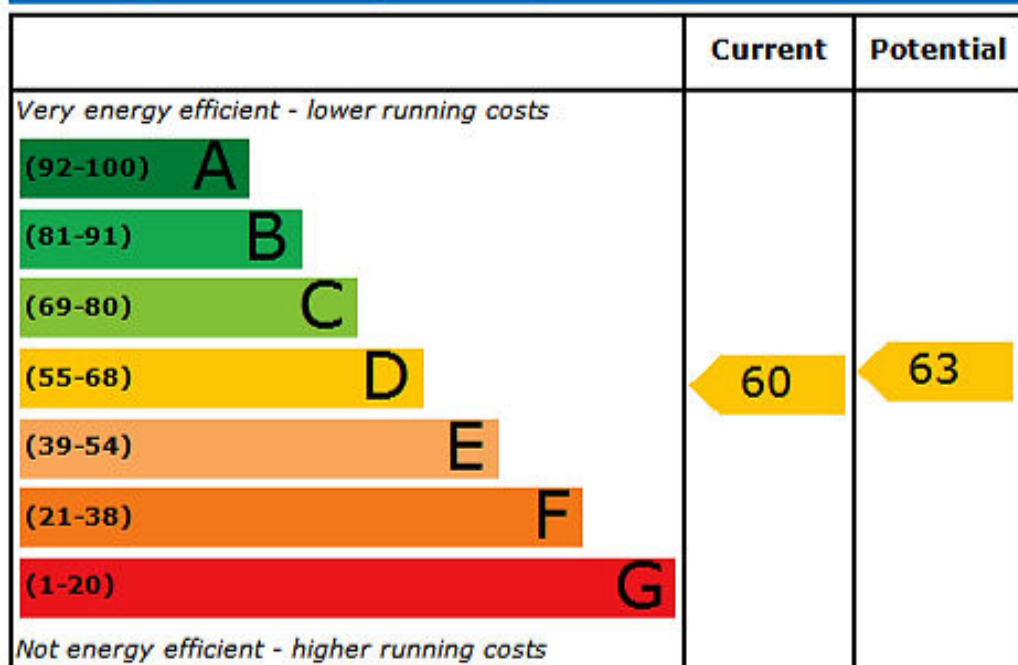 Current Potential
Very energy efficient - lower running costs
(92-100) A
(81-91) B
(69-80) C
(55-68) D 60 63
(39-54) E
(21-38) F
(1-20) G
Not energy efficient - higher running costs